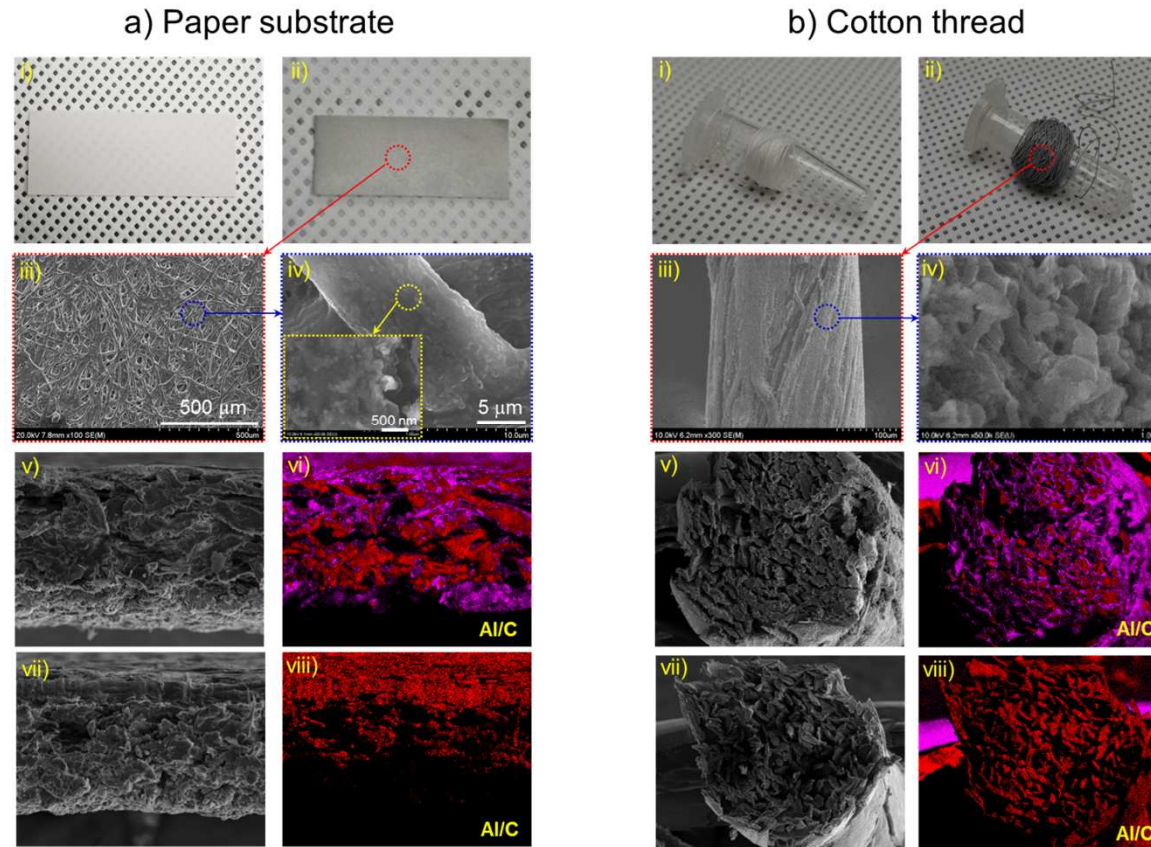 a) Paper substrate
b) Cotton thread
i)
ii)
i)
ii)
iii)
500 μm
20.0kV 7.8mm x100 SE(M)
500um
iv)
500 nm
5 μm
10.0um
iii)
10.0kV 6.2mm x300 SE(M)
100um
iv)
10.0kV 6.2mm x50.0k SE(U)
v)
vi)
Al/C
v)
vi)
Al/C
vii)
viii)
Al/C
vii)
viii)
Al/C